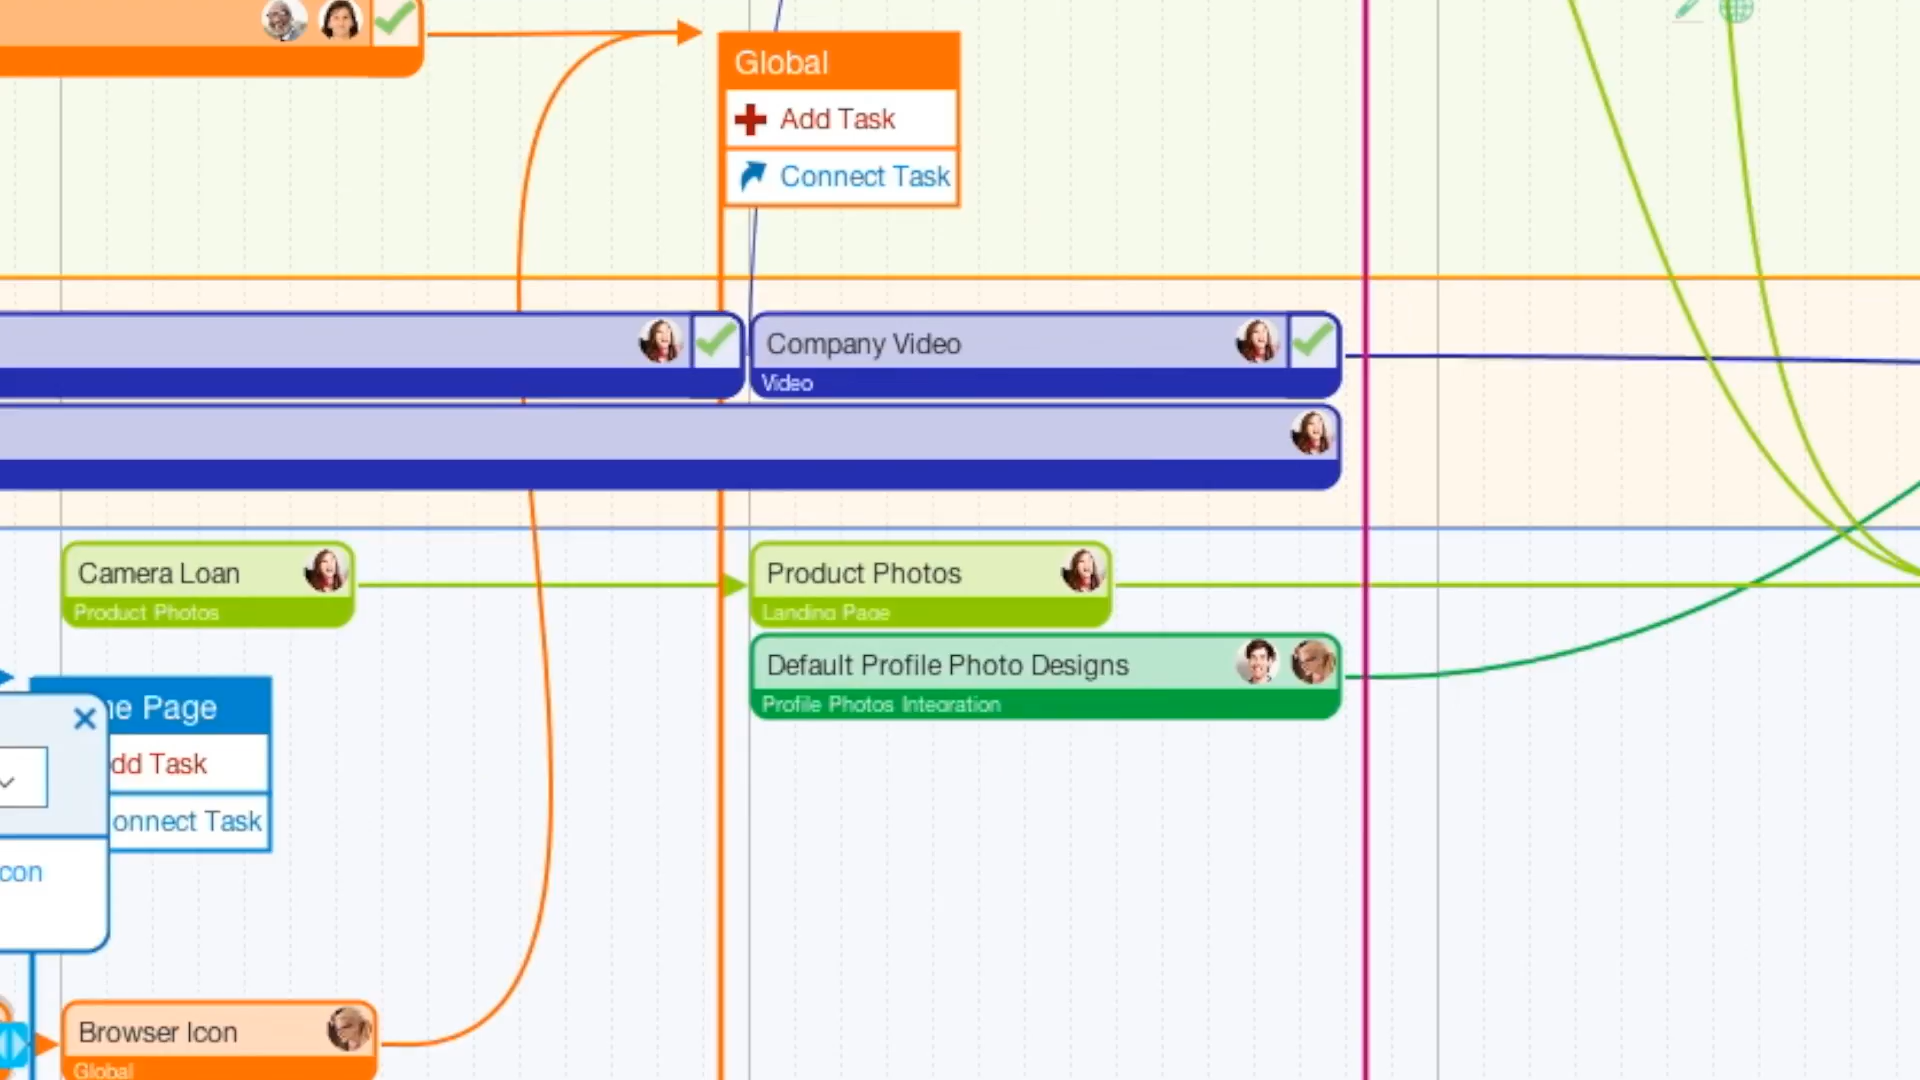 Global
Add Task
Connect Task
Company Video
Video
Camera Loan
Product Photos
Product Photos
Landing Page
Default Profile Photo Designs
Profile Photos Integration
Page
dd Task
onnect Task
con
Browser Icon
Global